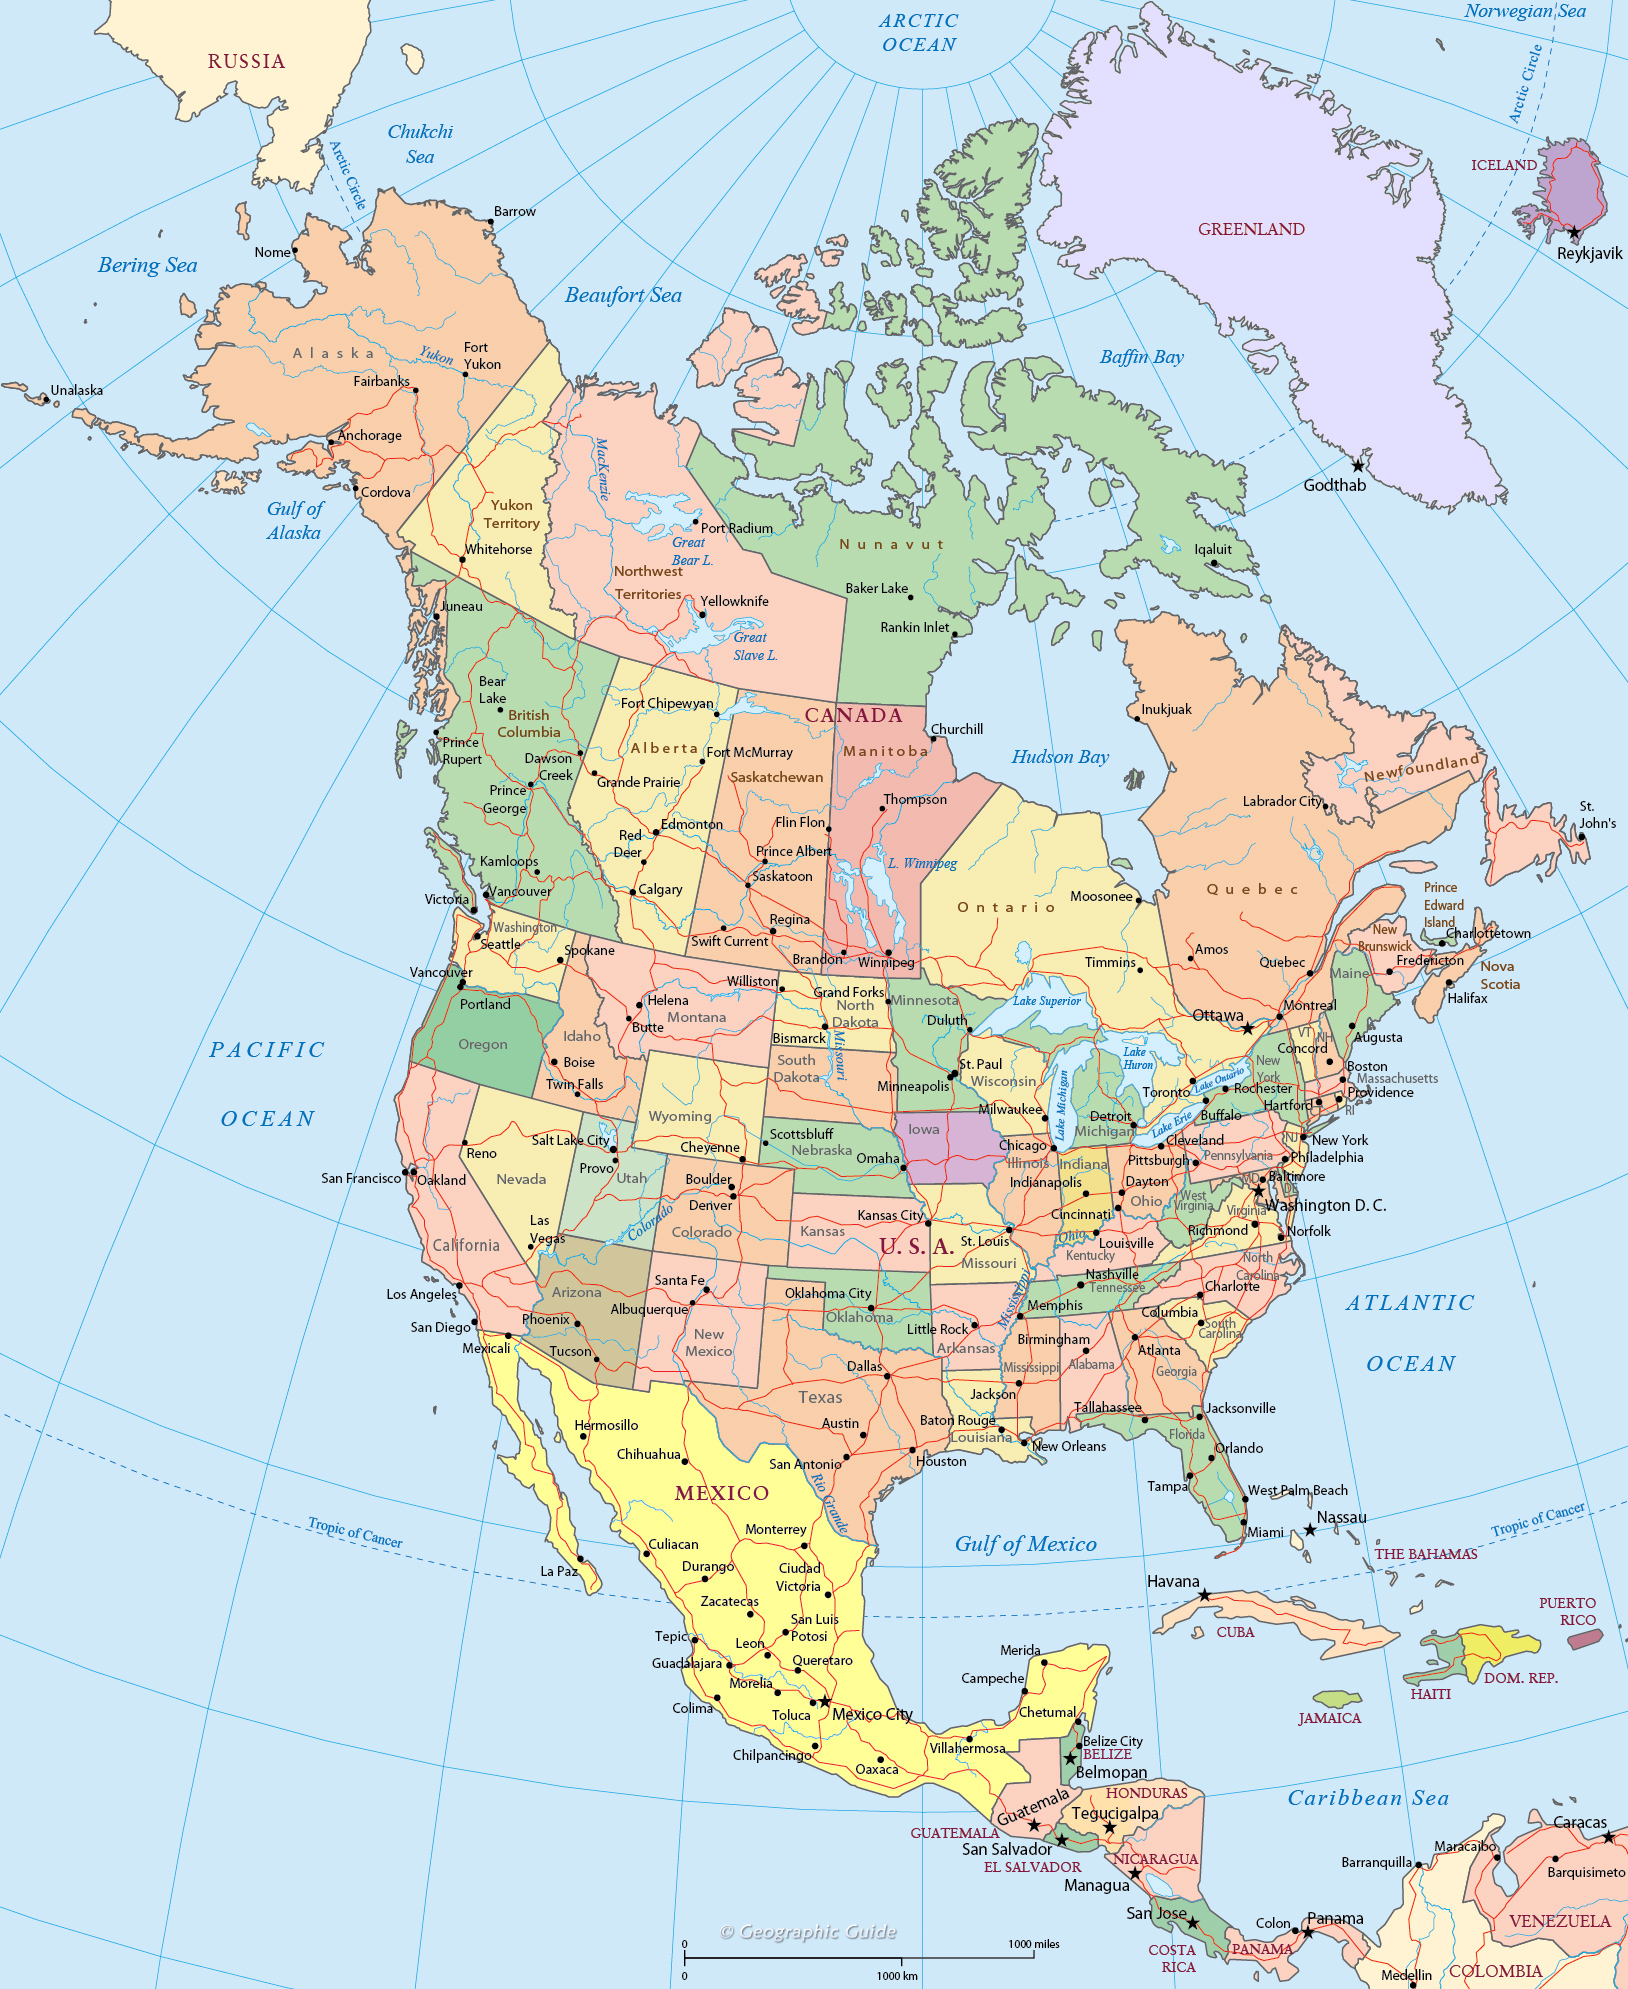 ARCTIC
OCEAN
Norwegian Sea
RUSSIA
Arctic Circle
Chukchi
Sea
Arctic Circle
ICELAND
Reykjavik
Barrow
Nome
GREENLAND
Bering Sea
Beaufort Sea
Baffin Bay
Alaska
Yukon
Fort
Yukon
Fairbanks
Unalaska
Anchorage
Cordova
MacKenzie
Godthab
Gulf of
Alaska
Yukon
Territory
Port Radium
Great
Bear L.
Nunavut
Whitehorse
Iqaluit
Northwest
Territories
Baker Lake
Yellowknife
Juneau
Rankin Inlet
Great
Slave L.
Bear
Lake
Fort Chipewyan
CANADA
Inukjuak
British
Columbia
Churchill
Prince
Rupert
Alberta
Fort McMurray
Manitoba
Hudson Bay
Dawson
Creek
Grande Prairie
Saskatchewan
Newfoundland
Prince
George
Thompson
Labrador City
St.
John's
Edmonton
Flin Flon
Red
Deer
Prince Albert
Kamloops
L. Winnipeg
Saskatoon
Vancouver
Calgary
Quebec
Prince
Edward
Island
Victoria
Moosonee
Ontario
Washington
Regina
New
Brunswick
Charlottetown
Seattle
Swift Current
Spokane
Brandon
Winnipeg
Timmins
Amos
Quebec
Fredericton
Maine
Nova
Scotia
Vancouver
Williston
Grand Forks
Minnesota
Lake Superior
Halifax
Portland
Helena
Montana
North
Dakota
Montreal
Ottawa
Duluth
Butte
Idaho
Bismarck
VT
NH
Concord
Augusta
Oregon
PACIFIC
OCEAN
Boise
South
Dakota
Missouri
St. Paul
Lake
Huron
New
York
Boston
Massachusetts
Twin Falls
Minneapolis
Wisconsin
Lake Michigan
Toronto
Lake Ontario
Rochester
Providence
Hartford
RI
Wyoming
Milwaukee
Detroit
Michigan
Lake Erie
Buffalo
Scottsbluff
Nebraska
Iowa
Salt Lake City
Cheyenne
Chicago
Cleveland
NJ
New York
Reno
Provo
Omaha
Illinois
Indiana
Pittsburgh
Pennsylvania
Philadelphia
San Francisco
Oakland
Nevada
Utah
Boulder
Indianapolis
Dayton
MD
Baltimore
DE
Denver
Ohio
West
Virginia
Washington D. C.
Las
Vegas
Colorado
Colorado
Kansas
Kansas City
Cincinnati
Virginia
Richmond
Norfolk
California
U. S. A.
St. Louis
Ohio
Louisville
Missouri
Kentucky
North
Carolina
Los Angeles
Arizona
Santa Fe
Oklahoma City
Nashville
Tennessee
Charlotte
ATLANTIC
OCEAN
Albuquerque
Oklahoma
Mississippi
Memphis
Columbia
San Diego
Phoenix
Little Rock
South
Carolina
Mexicali
New
Mexico
Arkansas
Birmingham
Atlanta
Tucson
Dallas
Mississippi
Alabama
Georgia
Texas
Jackson
Tallahassee
Jacksonville
Hermosillo
Austin
Baton Rouge
Louisiana
New Orleans
Florida
Orlando
Chihuahua
San Antonio
Houston
Tampa
West Palm Beach
MEXICO
Rio Grande
Nassau
Tropic of Cancer
Tropic of Cancer
Monterrey
Gulf of Mexico
Miami
Culiacan
THE BAHAMAS
La Paz
Durango
Ciudad
Victoria
Havana
Zacatecas
PUERTO
RICO
San Luis
Potosi
CUBA
Tepic
Leon
Merida
Guadalajara
Queretaro
Campeche
DOM. REP.
Morelia
HAITI
Colima
Toluca
Mexico City
Chetumal
JAMAICA
Chilpancingo
Villahermosa
Belize City
BELIZE
Oaxaca
Belmopan
Guatemala
HONDURAS
Caribbean Sea
Tegucigalpa
GUATEMALA
San Salvador
EL SALVADOR
NICARAGUA
Caracas
Maracaibo
Barranquilla
Barquisimeto
Managua
San Jose
Colon
Panama
VENEZUELA
COSTA
RICA
PANAMA
COLOMBIA
Medellin
© Geographic Guide
0
1000 miles
0
1000 km